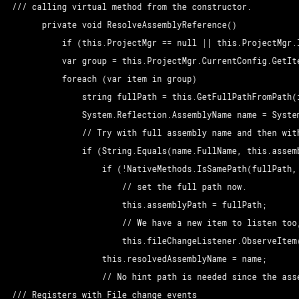 /// calling virtual method from the constructor.
private void ResolveAssemblyReference()
if (this.ProjectMgr == null || this.ProjectMgr.
var group = this.ProjectMgr.CurrentConfig.GetIte
foreach (var item in group)
string fullPath = this.GetFullPathFromPath(
System.Reflection.AssemblyName name = System
// Try with full assembly name and then with
if (String.Equals(name.FullName, this.assemb
if (!NativeMethods.IsSamePath(fullPath,
// set the full path now.
this.assemblyPath = fullPath;
// We have a new item to listen too,
this.fileChangeListener.ObserveItem(
this.resolvedAssemblyName = name;
// No hint path is needed since the asse
/// Registers with File change events